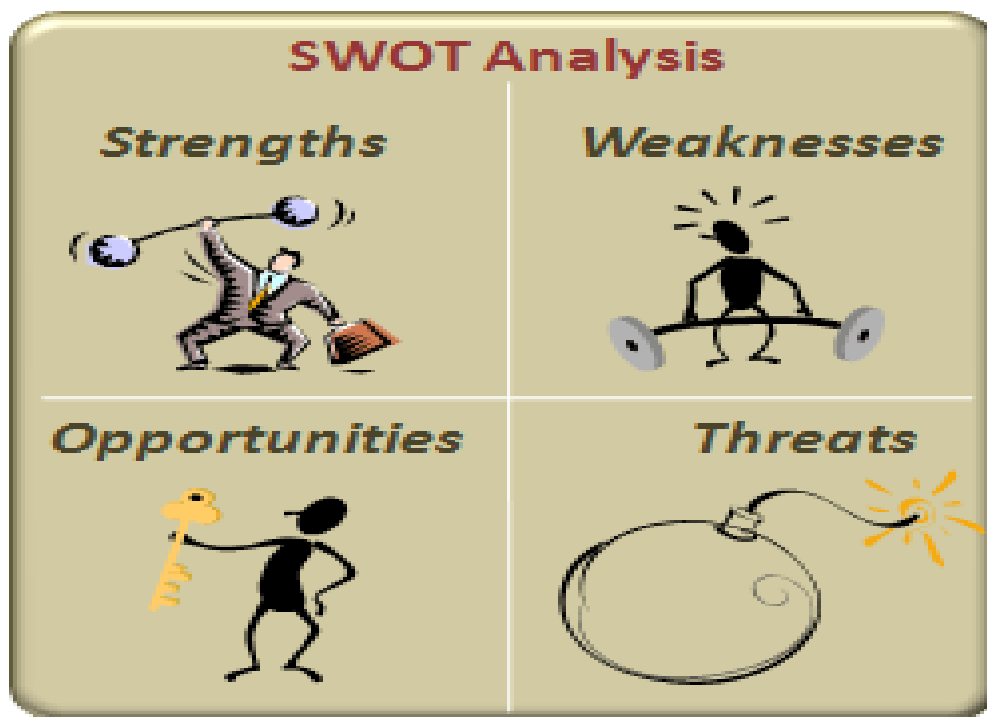 SWOT Analysis
Strengths
Weaknesses
Opportunities
Threats